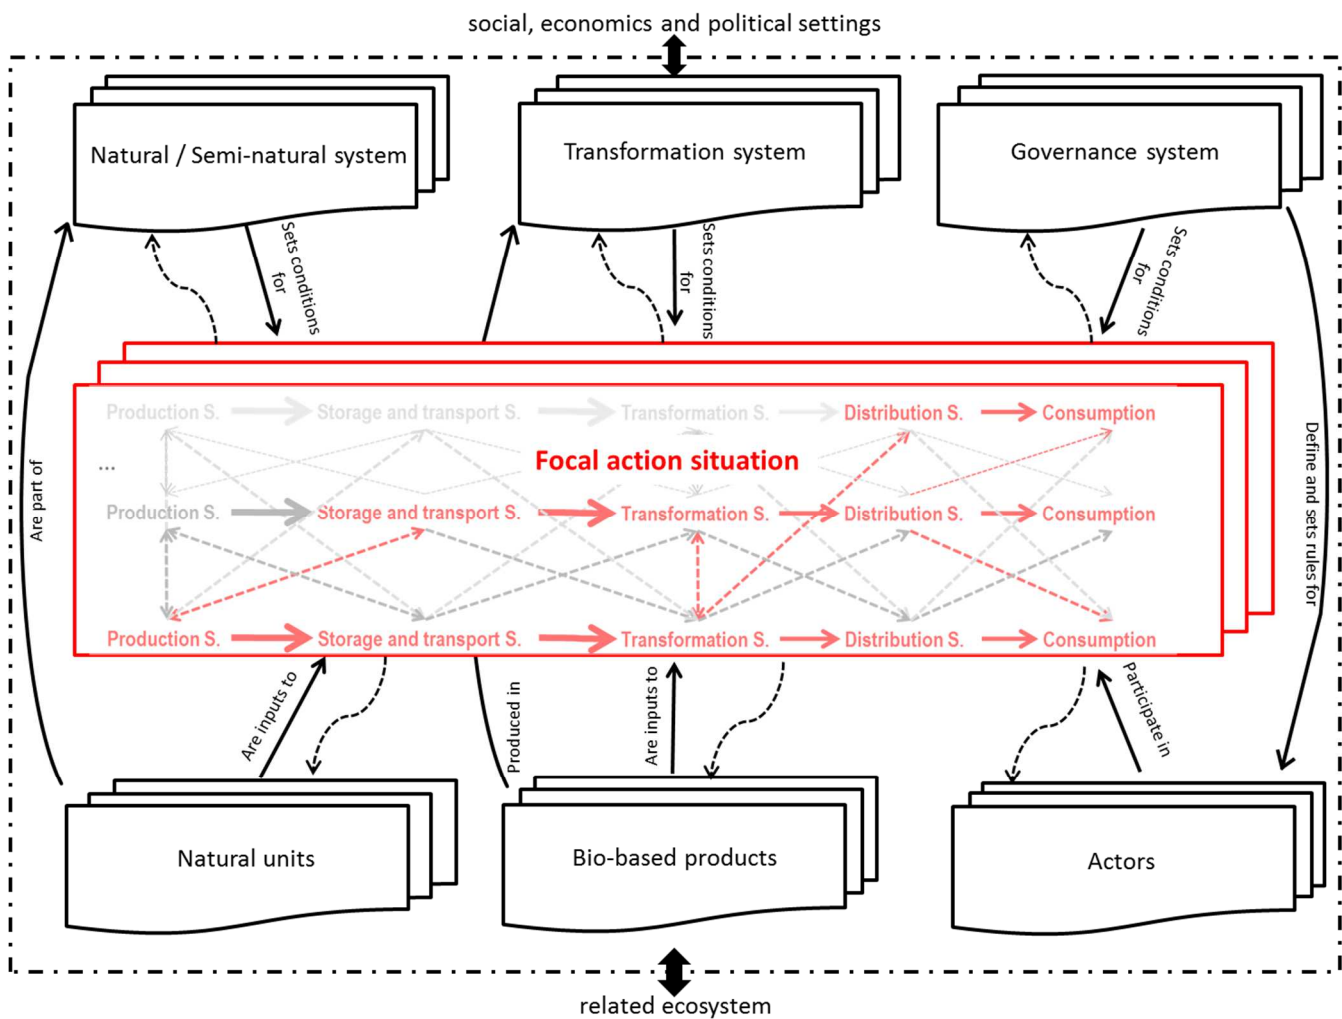 social, economics and political settings
Natural / Semi-natural system
Transformation system
Governance system
Sets conditions
for
Sets conditions
for
Sets conditions
for
Production S.
Storage and transport S.
Transformation S.
Distribution S.
Consumption
Focal action situation
...
Production S.
Storage and transport S.
Transformation S.
Distribution S.
Consumption
Production S.
Storage and transport S.
Transformation S.
Distribution S.
Consumption
Are part of
Define and sets rules for
Are inputs to
Produced in
Are inputs to
Participate in
Natural units
Bio-based products
Actors
related ecosystem